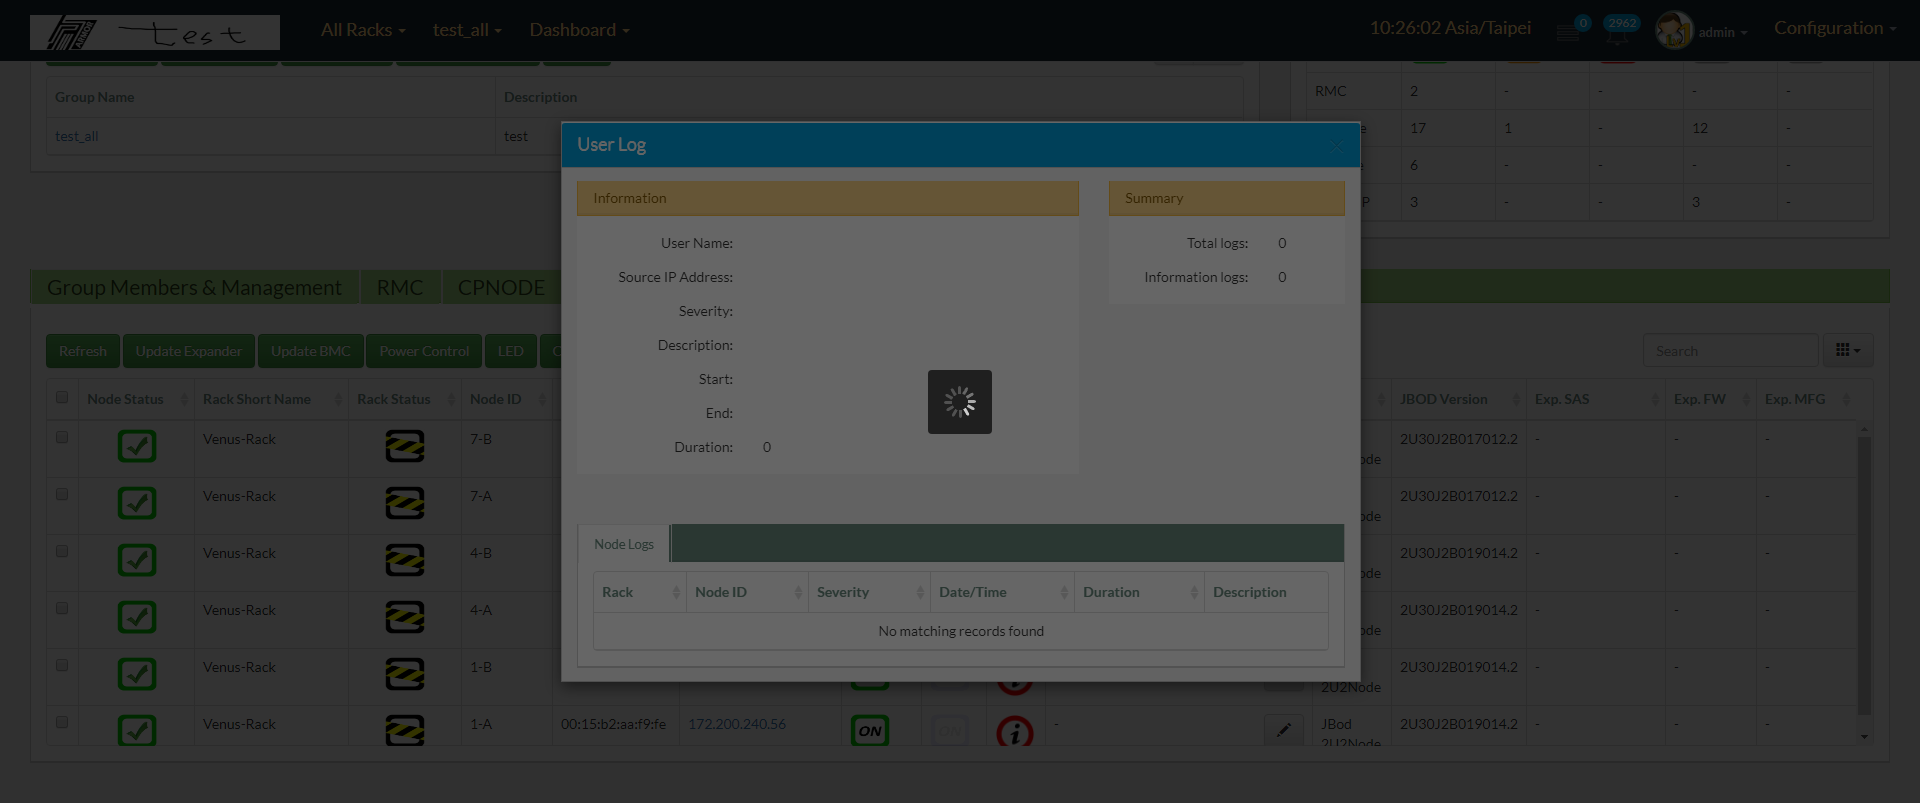 test
All Racks
test_all
Dashboard
10:26:02 Asia/Taipei
0
2962
admin
Configuration
Group Name
Description
test_all
test
RMC
2
-
-
-
-
17
1
-
12
-
6
-
-
-
-
3
-
-
3
-
User Log
Information
User Name:
Source IP Address:
Severity:
Description:
Start:
End:
Duration: 0
Summary
Total logs: 0
Information logs: 0
Node Logs
Rack Node ID Severity Date/Time Duration Description
No matching records found
Group Members & Management RMC CPNODE
Refresh Update Expander Update BMC Power Control LED
Search
Node Status Rack Short Name Rack Status Node ID JBOD Version Exp. SAS Exp. FW Exp. MFG
Venus-Rack 7-B 2U30J2B017012.2 - - -
Venus-Rack 7-A 2U30J2B017012.2 - - -
Venus-Rack 4-B 2U30J2B019014.2 - - -
Venus-Rack 4-A 2U30J2B019014.2 - - -
Venus-Rack 1-B 2U30J2B019014.2 - - -
2U2Node
Venus-Rack 1-A 00:15:b2:aa:f9:fe 172.200.240.56 ON ON i - JBod 2U30J2B019014.2 - - -
2U2Node